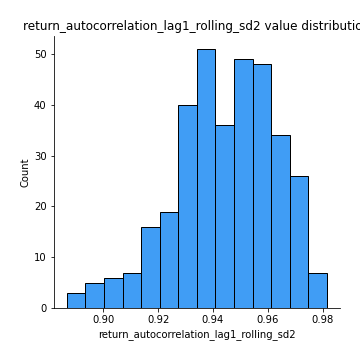 return_autocorrelation_lag1_rolling_sd2 value distributio
50
40
30
20
10
0
Count
0.90 0.92 0.94 0.96 0.98
return_autocorrelation_lag1_rolling_sd2